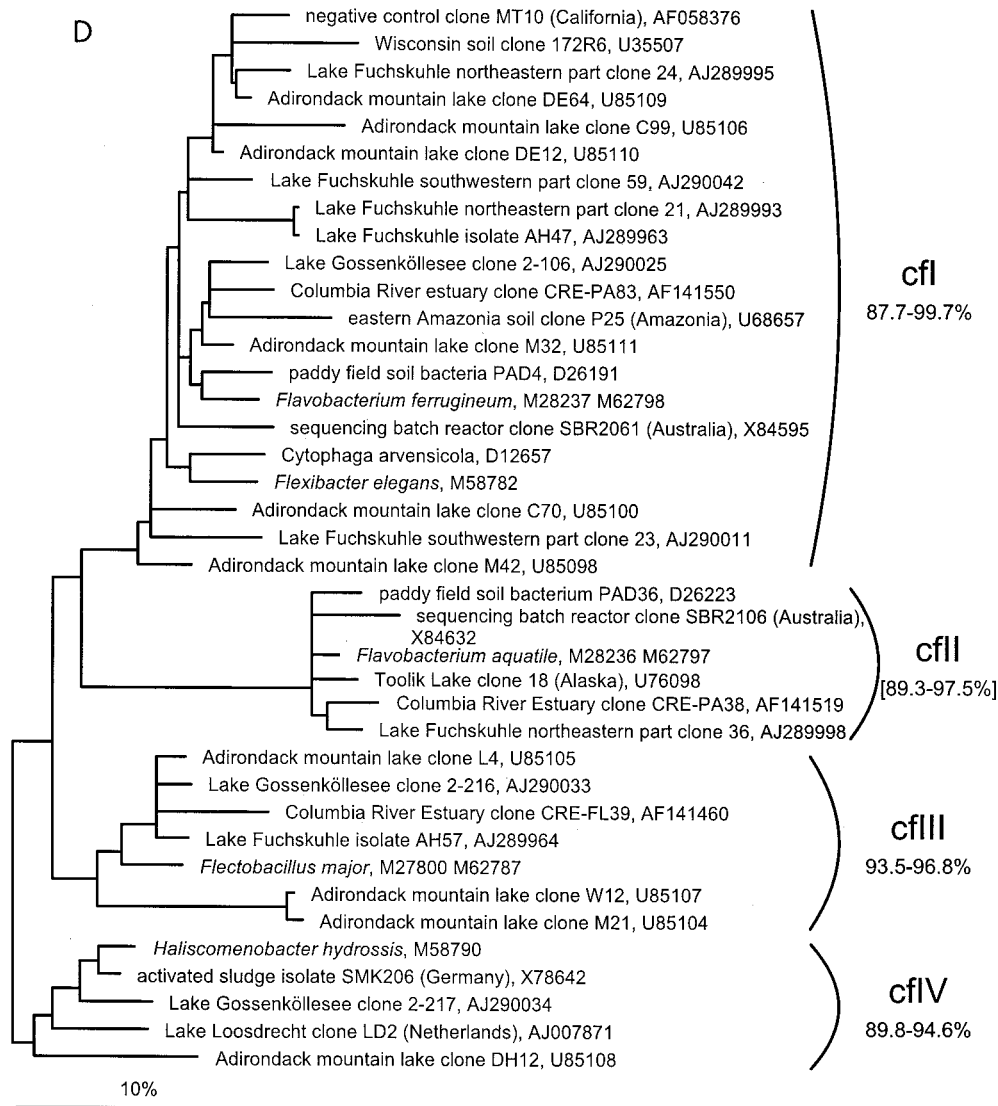 D
negative control clone MT10 (California), AF058376
Wisconsin soil clone 172R6, U35507
Lake Fuchskuhle northeastern part clone 24, AJ289995
Adirondack mountain lake clone DE64, U85109
Adirondack mountain lake clone C99, U85106
Adirondack mountain lake clone DE12, U85110
Lake Fuchskuhle southwestern part clone 59, AJ290042
Lake Fuchskuhle northeastern part clone 21, AJ289993
Lake Fuchskuhle isolate AH47, AJ289963
Lake Gossenköllesee clone 2-106, AJ290025
Columbia River estuary clone CRE-PA83, AF141550
eastern Amazonia soil clone P25 (Amazonia), U68657
Adirondack mountain lake clone M32, U85111
paddy field soil bacteria PAD4, D26191
Flavobacterium ferrugineum, M28237 M62798
sequencing batch reactor clone SBR2061 (Australia), X84595
Cytophaga arvensicola, D12657
Flexibacter elegans, M58782
Adirondack mountain lake clone C70, U85100
Lake Fuchskuhle southwestern part clone 23, AJ290011
Adirondack mountain lake clone M42, U85098
cfI
87.7-99.7%
paddy field soil bacterium PAD36, D26223
sequencing batch reactor clone SBR2106 (Australia),
X84632
Flavobacterium aquatile, M28236 M62797
Toolik Lake clone 18 (Alaska), U76098
Columbia River Estuary clone CRE-PA38, AF141519
Lake Fuchskuhle northeastern part clone 36, AJ289998
cfII
[89.3-97.5%]
Adirondack mountain lake clone L4, U85105
Lake Gossenköllesee clone 2-216, AJ290033
Columbia River Estuary clone CRE-FL39, AF141460
Lake Fuchskuhle isolate AH57, AJ289964
Flectobacillus major, M27800 M62787
Adirondack mountain lake clone W12, U85107
Adirondack mountain lake clone M21, U85104
cfIII
93.5-96.8%
Haliscomenobacter hydrossis, M58790
activated sludge isolate SMK206 (Germany), X78642
Lake Gossenköllesee clone 2-217, AJ290034
Lake Loosdrecht clone LD2 (Netherlands), AJ007871
Adirondack mountain lake clone DH12, U85108
cfIV
89.8-94.6%
10%